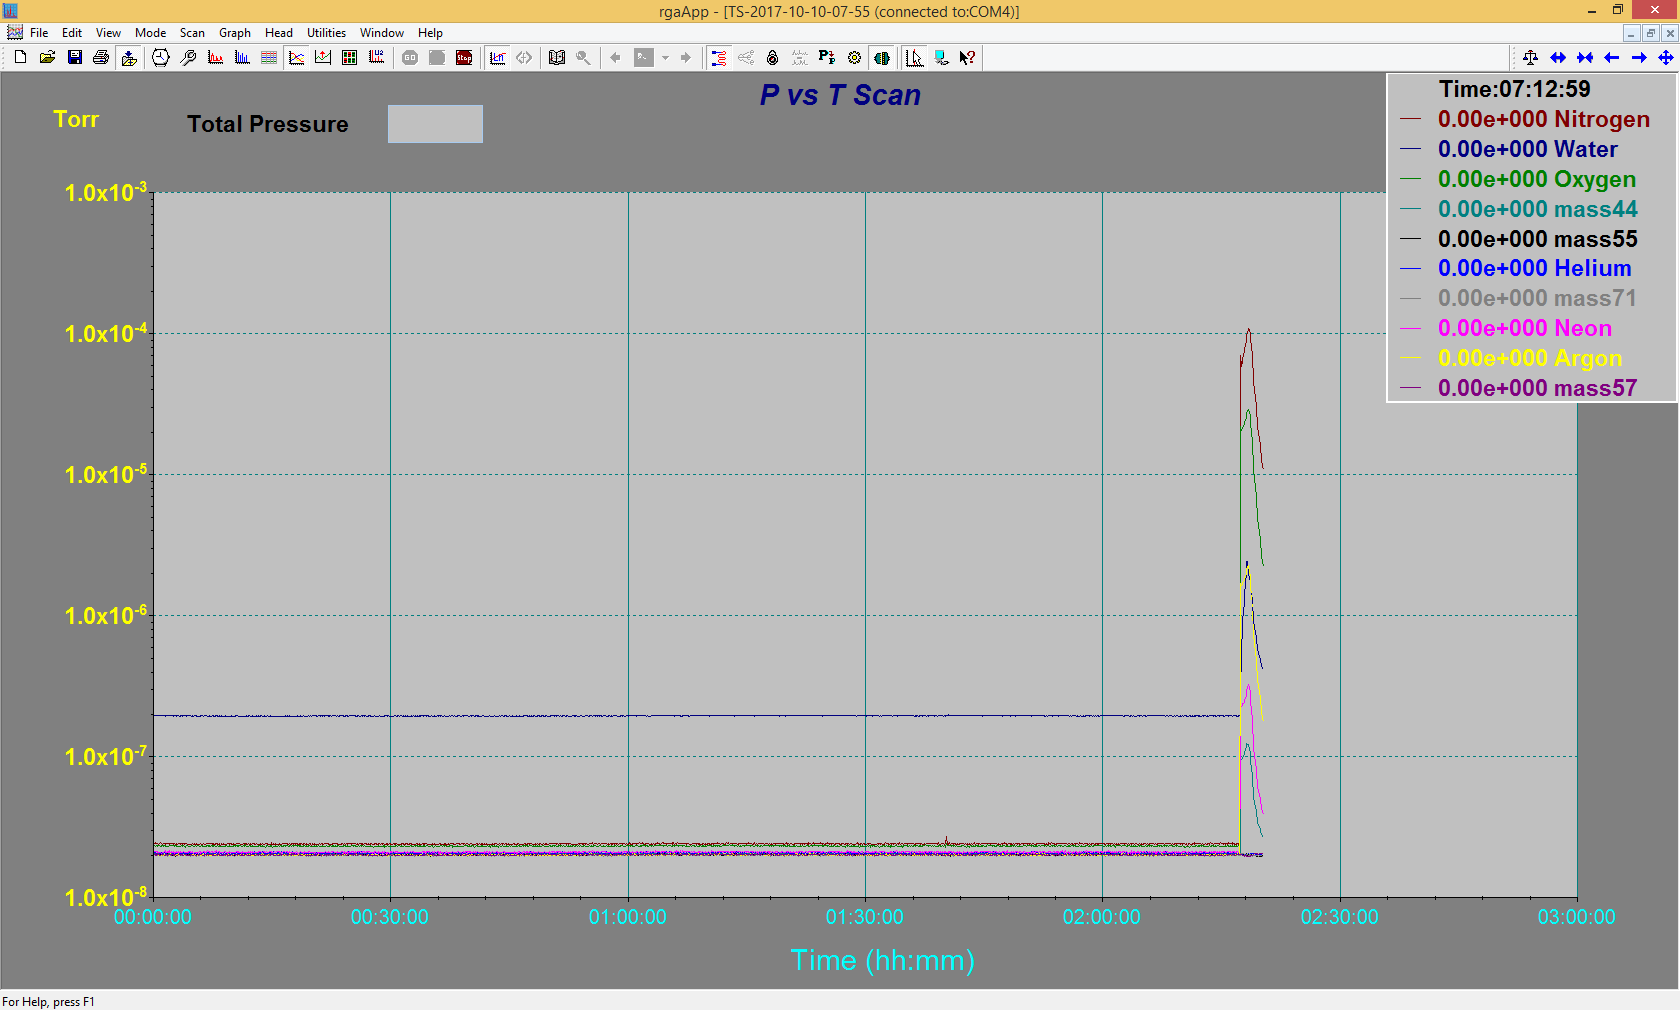 rgaApp - [TS-2017-10-10-07-55 (connected to:COM4)]
File Edit View Mode Scan Graph Head Utilities Window Help
GO Stop
P vs T Scan
Torr
Total Pressure
Time:07:12:59
0.00e+000 Nitrogen
0.00e+000 Water
0.00e+000 Oxygen
0.00e+000 mass44
0.00e+000 mass55
0.00e+000 Helium
0.00e+000 mass71
0.00e+000 Neon
0.00e+000 Argon
0.00e+000 mass57
1.0x10-3
1.0x10-4
1.0x10-5
1.0x10-6
1.0x10-7
1.0x10-8
00:00:00 00:30:00 01:00:00 01:30:00 02:00:00 02:30:00 03:00:00
Time (hh:mm)
For Help, press F1